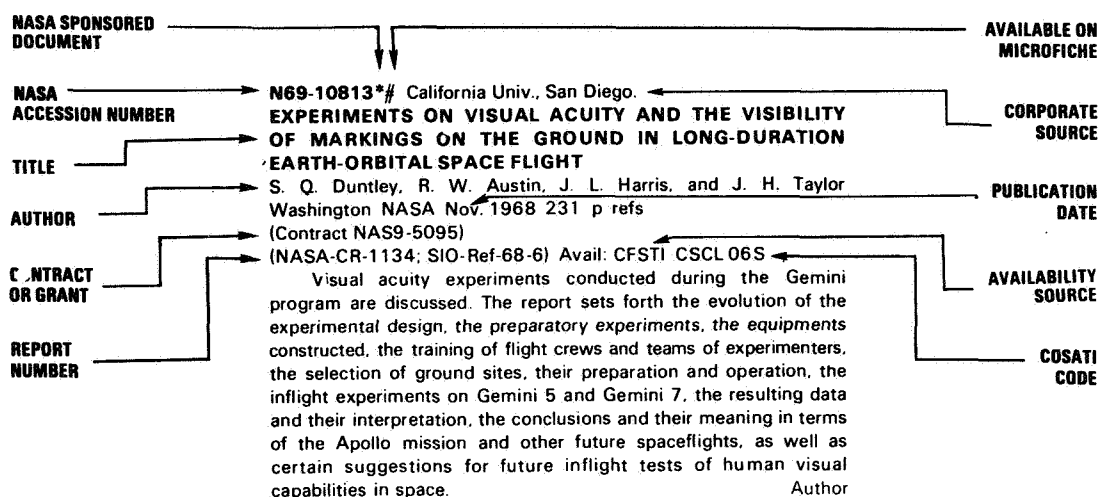 NASA SPONSORED
DOCUMENT
AVAILABLE ON
MICROFICHE
NASA
ACCESSION NUMBER
N69-10813*# California Univ., San Diego.
CORPORATE
SOURCE
EXPERIMENTS ON VISUAL ACUITY AND THE VISIBILITY
OF MARKINGS ON THE GROUND IN LONG-DURATION
EARTH-ORBITAL SPACE FLIGHT
TITLE
S. Q. Duntley, R. W. Austin, J. L. Harris, and J. H. Taylor
Washington NASA Nov. 1968 231 p refs
AUTHOR
PUBLICATION
DATE
(Contract NAS9-5095)
(NASA-CR-1134; SIO-Ref-68-6) Avail: CFSTI CSCL 06S
C NTRACT
OR GRANT
AVAILABILITY
SOURCE
REPORT
NUMBER
COSATI
CODE
Visual acuity experiments conducted during the Gemini
program are discussed. The report sets forth the evolution of the
experimental design, the preparatory experiments, the equipments
constructed, the training of flight crews and teams of experimenters,
the selection of ground sites, their preparation and operation, the
inflight experiments on Gemini 5 and Gemini 7, the resulting data
and their interpretation, the conclusions and their meaning in terms
of the Apollo mission and other future spaceflights, as well as
certain suggestions for future inflight tests of human visual
capabilities in space. Author